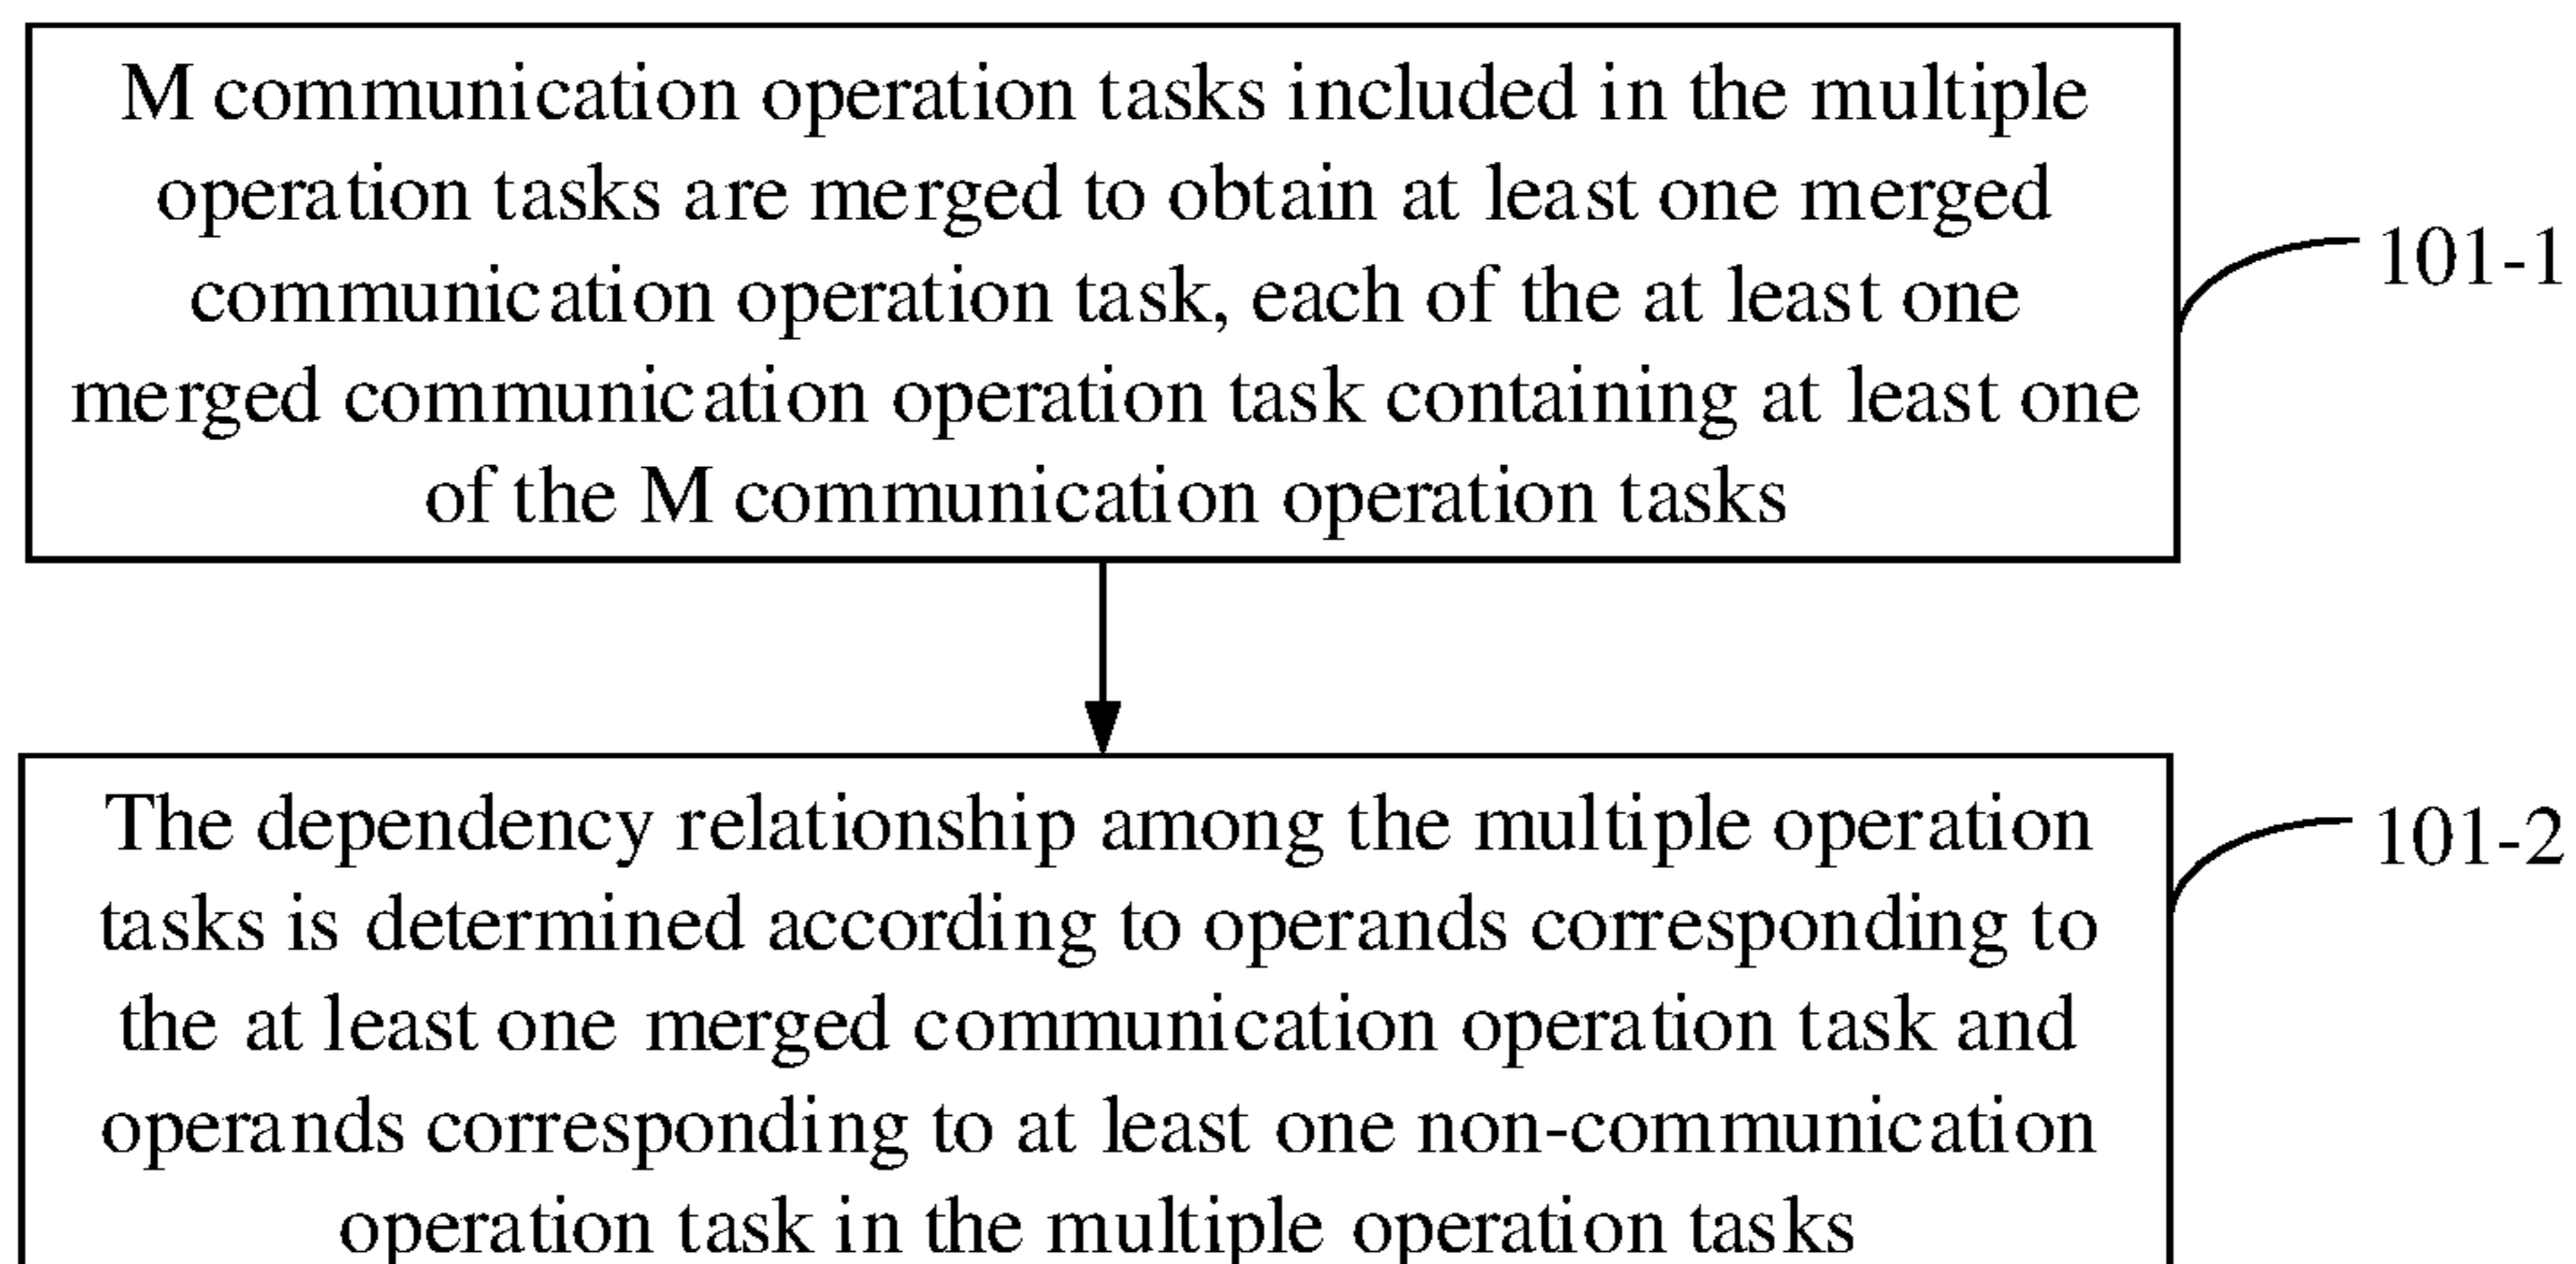 M communication operation tasks included in the multiple
operation tasks are merged to obtain at least one merged
communication operation task, each of the at least one
merged communication operation task containing at least one
of the M communication operation tasks
101-1
The dependency relationship among the multiple operation
tasks is determined according to operands corresponding to
the at least one merged communication operation task and
operands corresponding to at least one non-communication
operation task in the multiple operation tasks
101-2